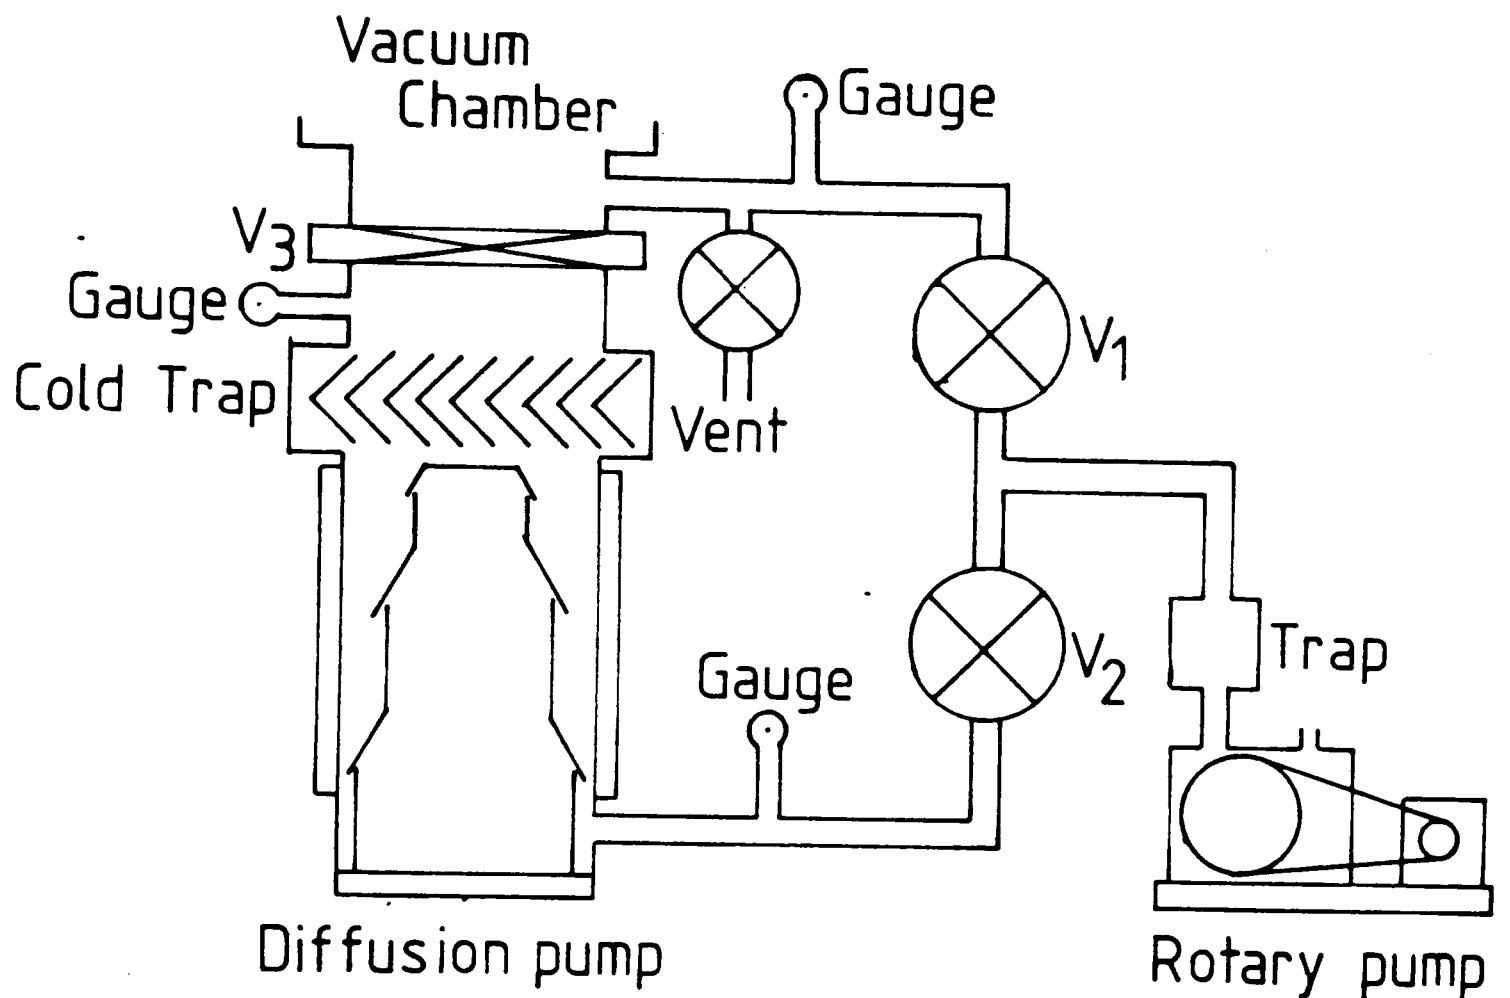 Vacuum
Chamber
Gauge
V3
Gauge
V1
Cold Trap
Vent
Gauge
V2
Trap
Diffusion pump
Rotary pump